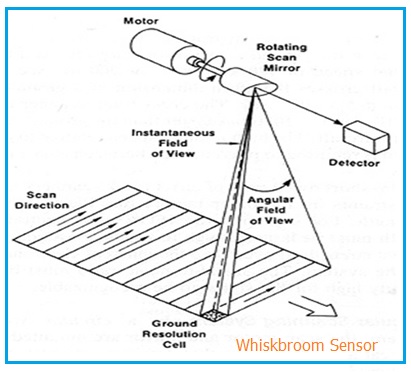 Motor
Rotating
Scan
Mirror
Instantaneous
Field
of View
Detector
Scan
Direction
Angular
Field
of View
Ground
Resolution
Cell
Whiskbroom Sensor